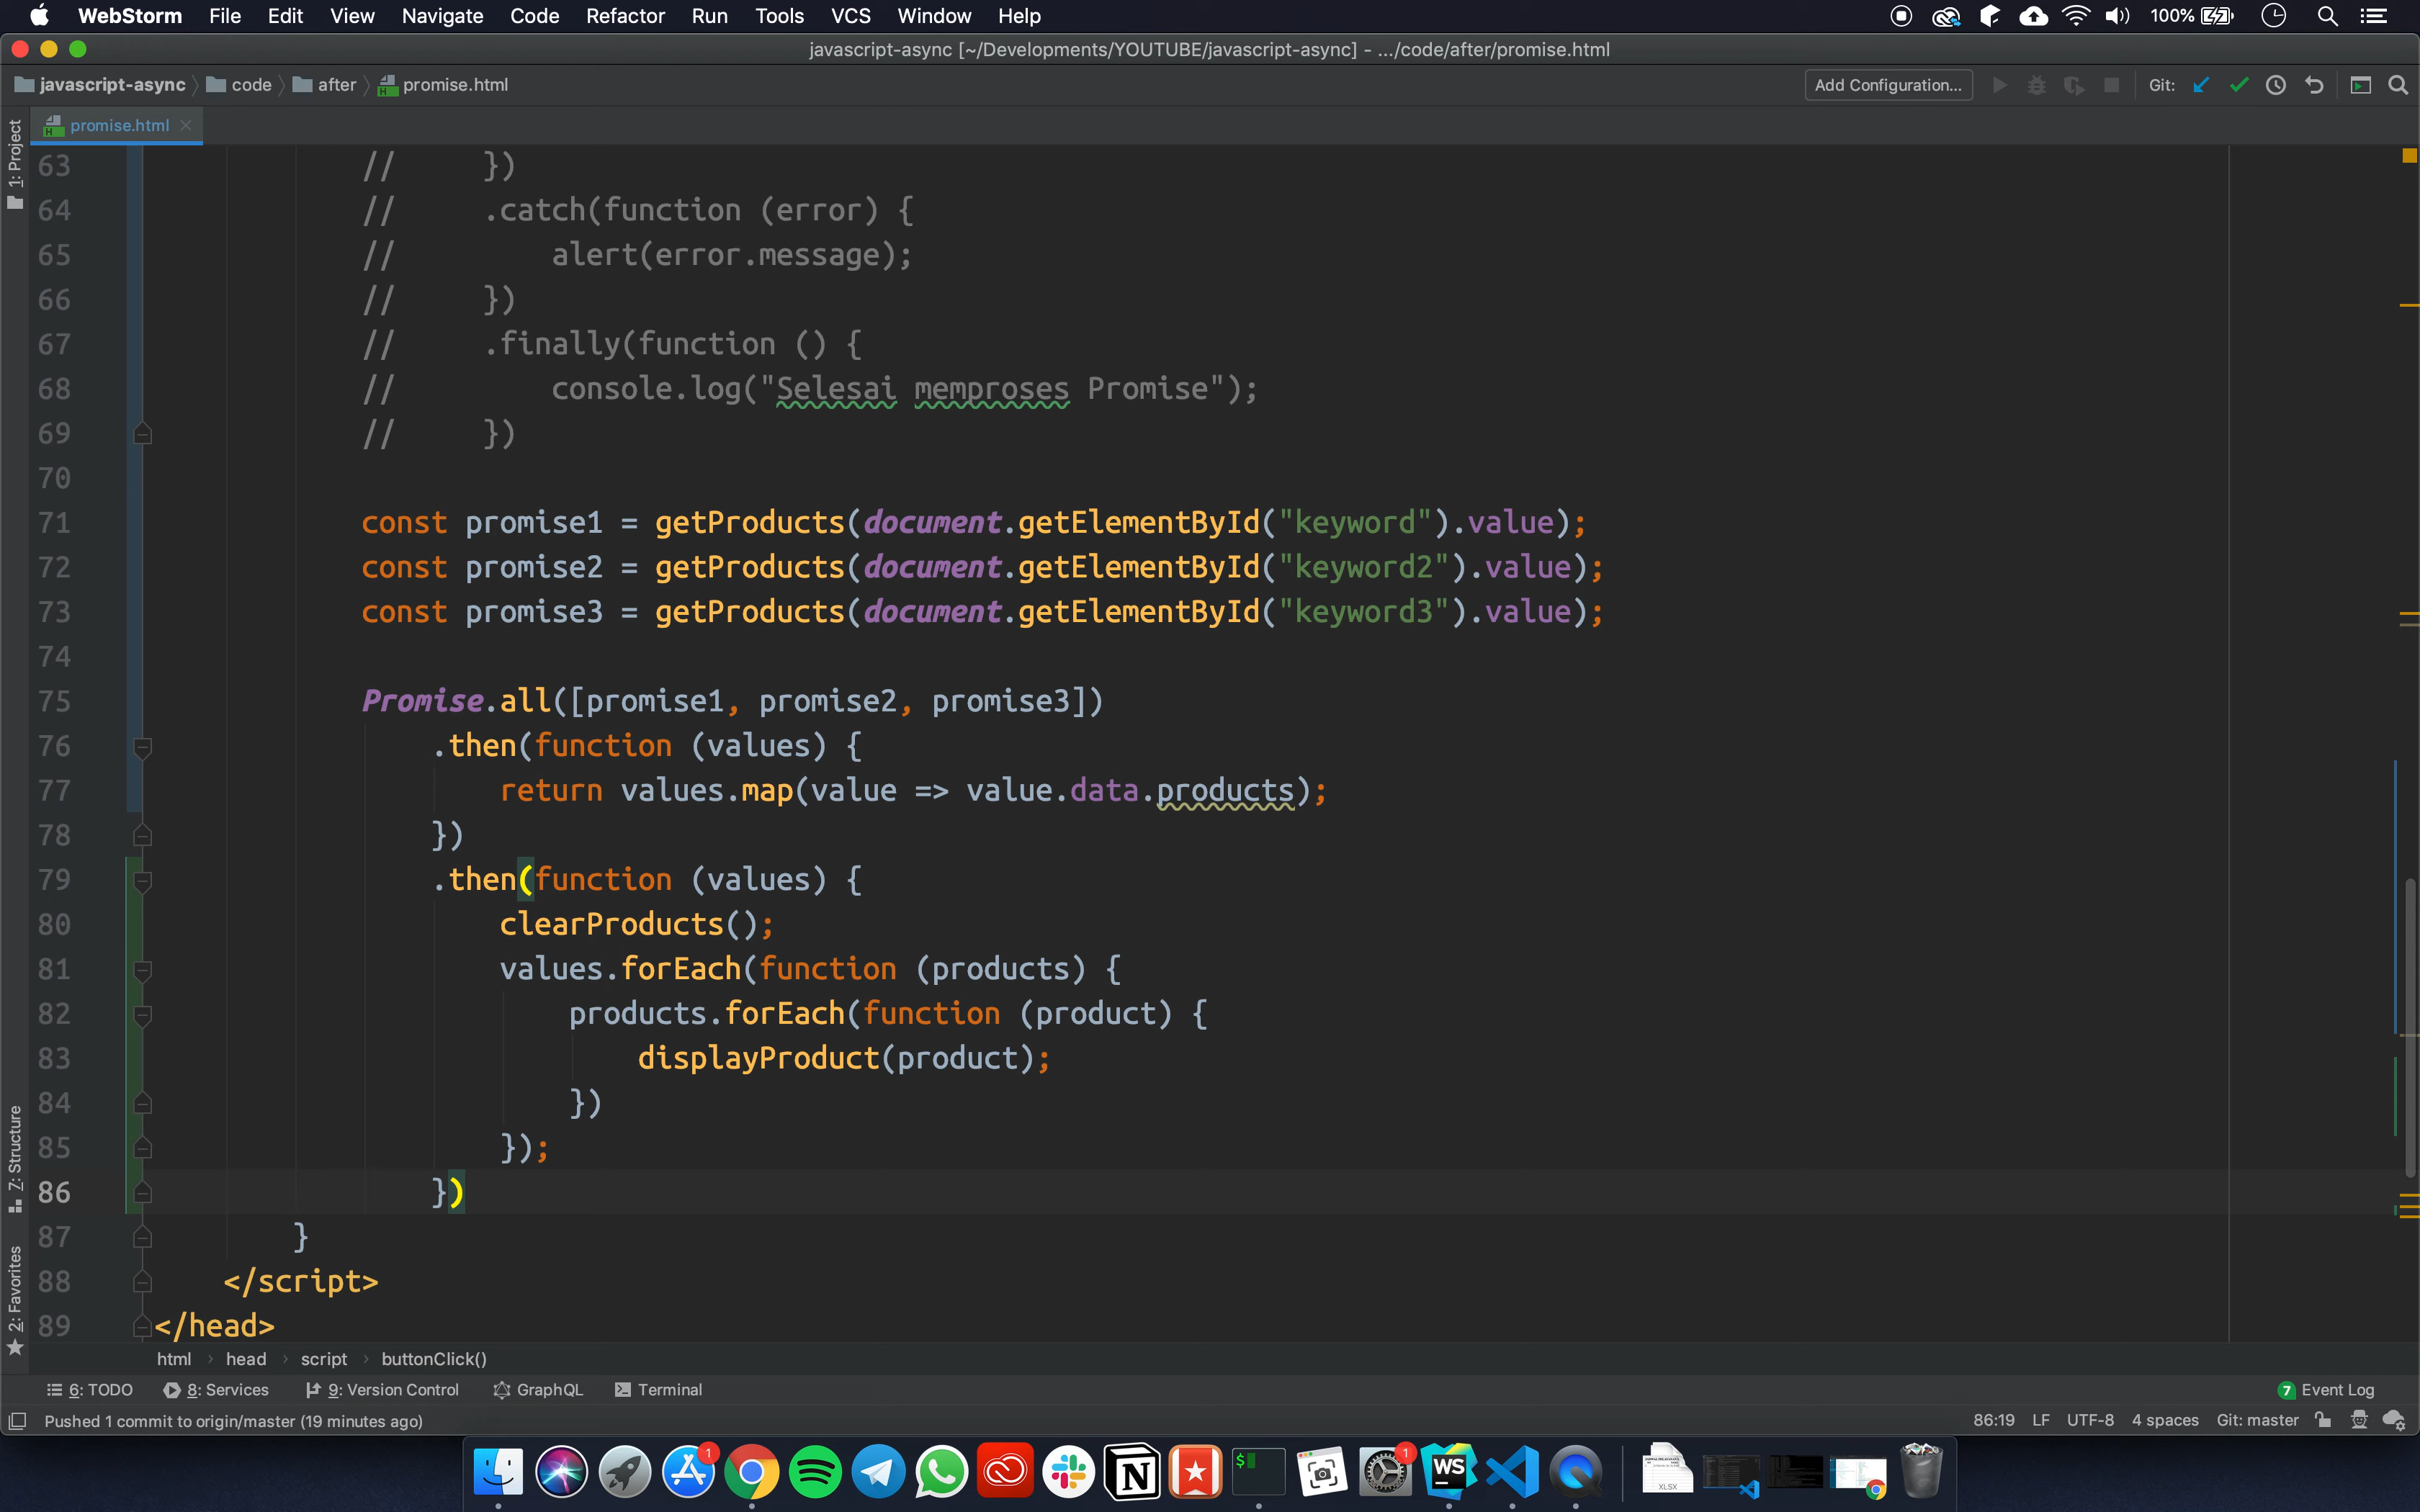 WebStorm File Edit View Navigate Code Refactor Run Tools VCS Window Help 100%
javascript-async [~/Developments/YOUTUBE/javascript-async] - .../code/after/promise.html
javascript-async code after promise.html Add Configuration... Git:
promise.html
1: Project
63 // })
64 // .catch(function (error) {
65 // alert(error.message);
66 // })
67 // .finally(function () {
68 // console.log("Selesai memproses Promise");
69 // })
70
71 const promise1 = getProducts(document.getElementById("keyword").value);
72 const promise2 = getProducts(document.getElementById("keyword2").value);
73 const promise3 = getProducts(document.getElementById("keyword3").value);
74
75 Promise.all([promise1, promise2, promise3])
76 .then(function (values) {
77 return values.map(value => value.data.products);
78 })
79 .then(function (values) {
80 clearProducts();
81 values.forEach(function (products) {
82 products.forEach(function (product) {
83 displayProduct(product);
84 })
85 });
86 })
87 }
88 </script>
89 </head>
7: Structure
2: Favorites
html head script buttonClick()
6: TODO 8: Services 9: Version Control GraphQL Terminal 7 Event Log
Pushed 1 commit to origin/master (19 minutes ago) 86:19 LF UTF-8 4 spaces Git: master
1 1 WS XLSX